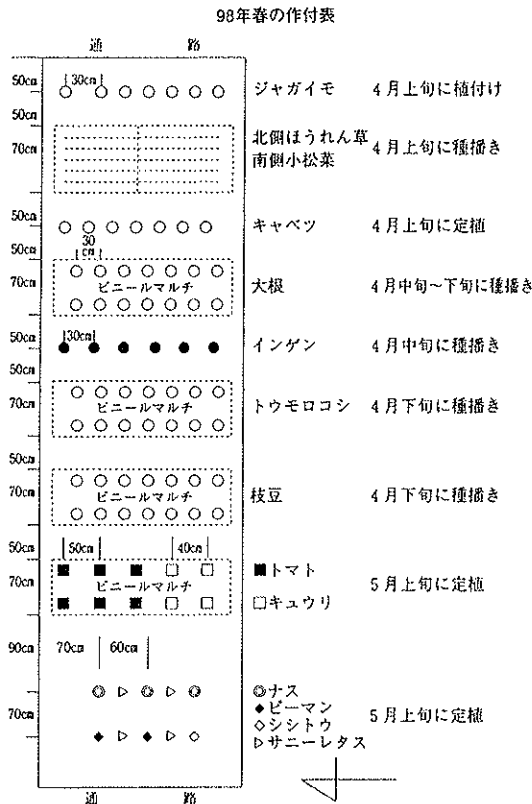 98年春の作付表
通 路
50cm 30cm ジャガイモ 4月上旬に植付け
50cm
70cm 北側ほうれん草 4月上旬に種播き
南側小松菜
50cm キャベツ 4月上旬に定植
50cm 30cm
70cm ビニールマルチ 大根 4月中旬～下旬に種播き
50cm 30cm インゲン 4月中旬に種播き
50cm
70cm ビニールマルチ トウモロコシ 4月下旬に種播き
50cm
70cm ビニールマルチ 枝豆 4月下旬に種播き
50cm 50cm 40cm
70cm ビニールマルチ ■トマト 5月上旬に定植
□キュウリ
90cm 70cm 60cm
70cm ◎ナス 5月上旬に定植
◆ピーマン
◇シシトウ
▷サニーレタス
通 路